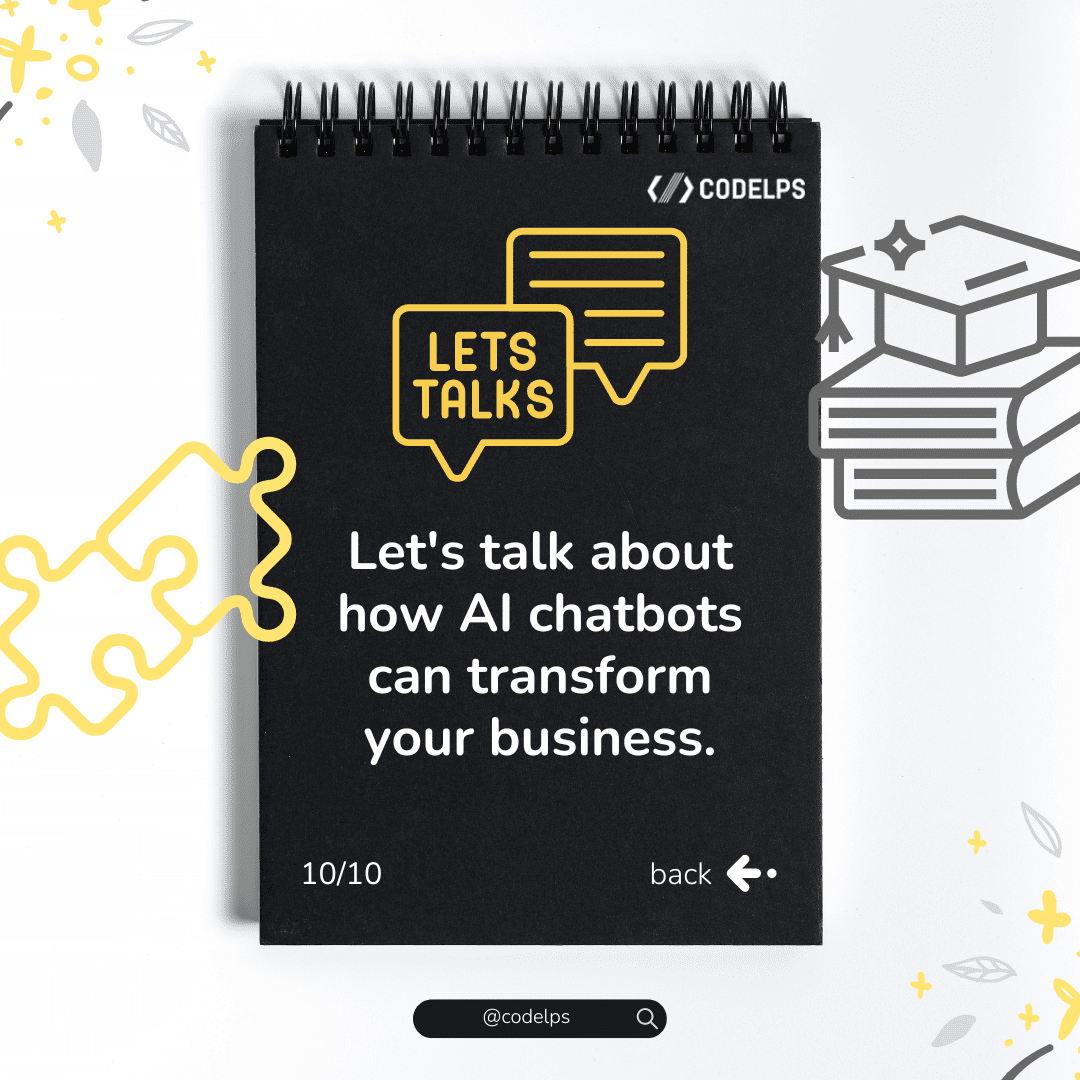 CODELPS
LETS
TALKS
Let's talk about
how AI chatbots
can transform
your business.
10/10
back
@codelps